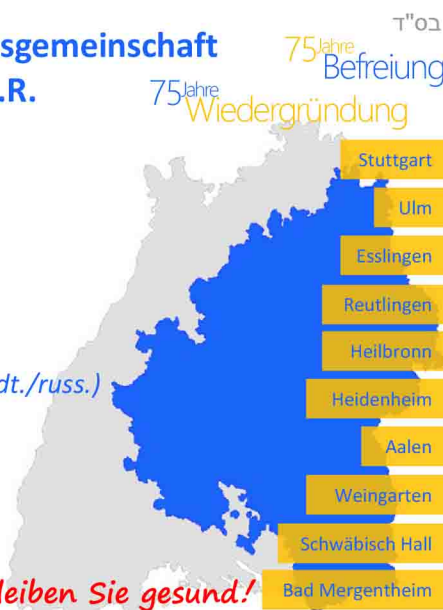 בס"ד
sgemeinschaft
.R.
75 Jahre Befreiung
75 Jahre Wiedergründung
Stuttgart
Ulm
Esslingen
Reutlingen
Heilbronn
dt./russ.)
Heidenheim
Aalen
Weingarten
Schwäbisch Hall
leiben Sie gesund!
Bad Mergentheim